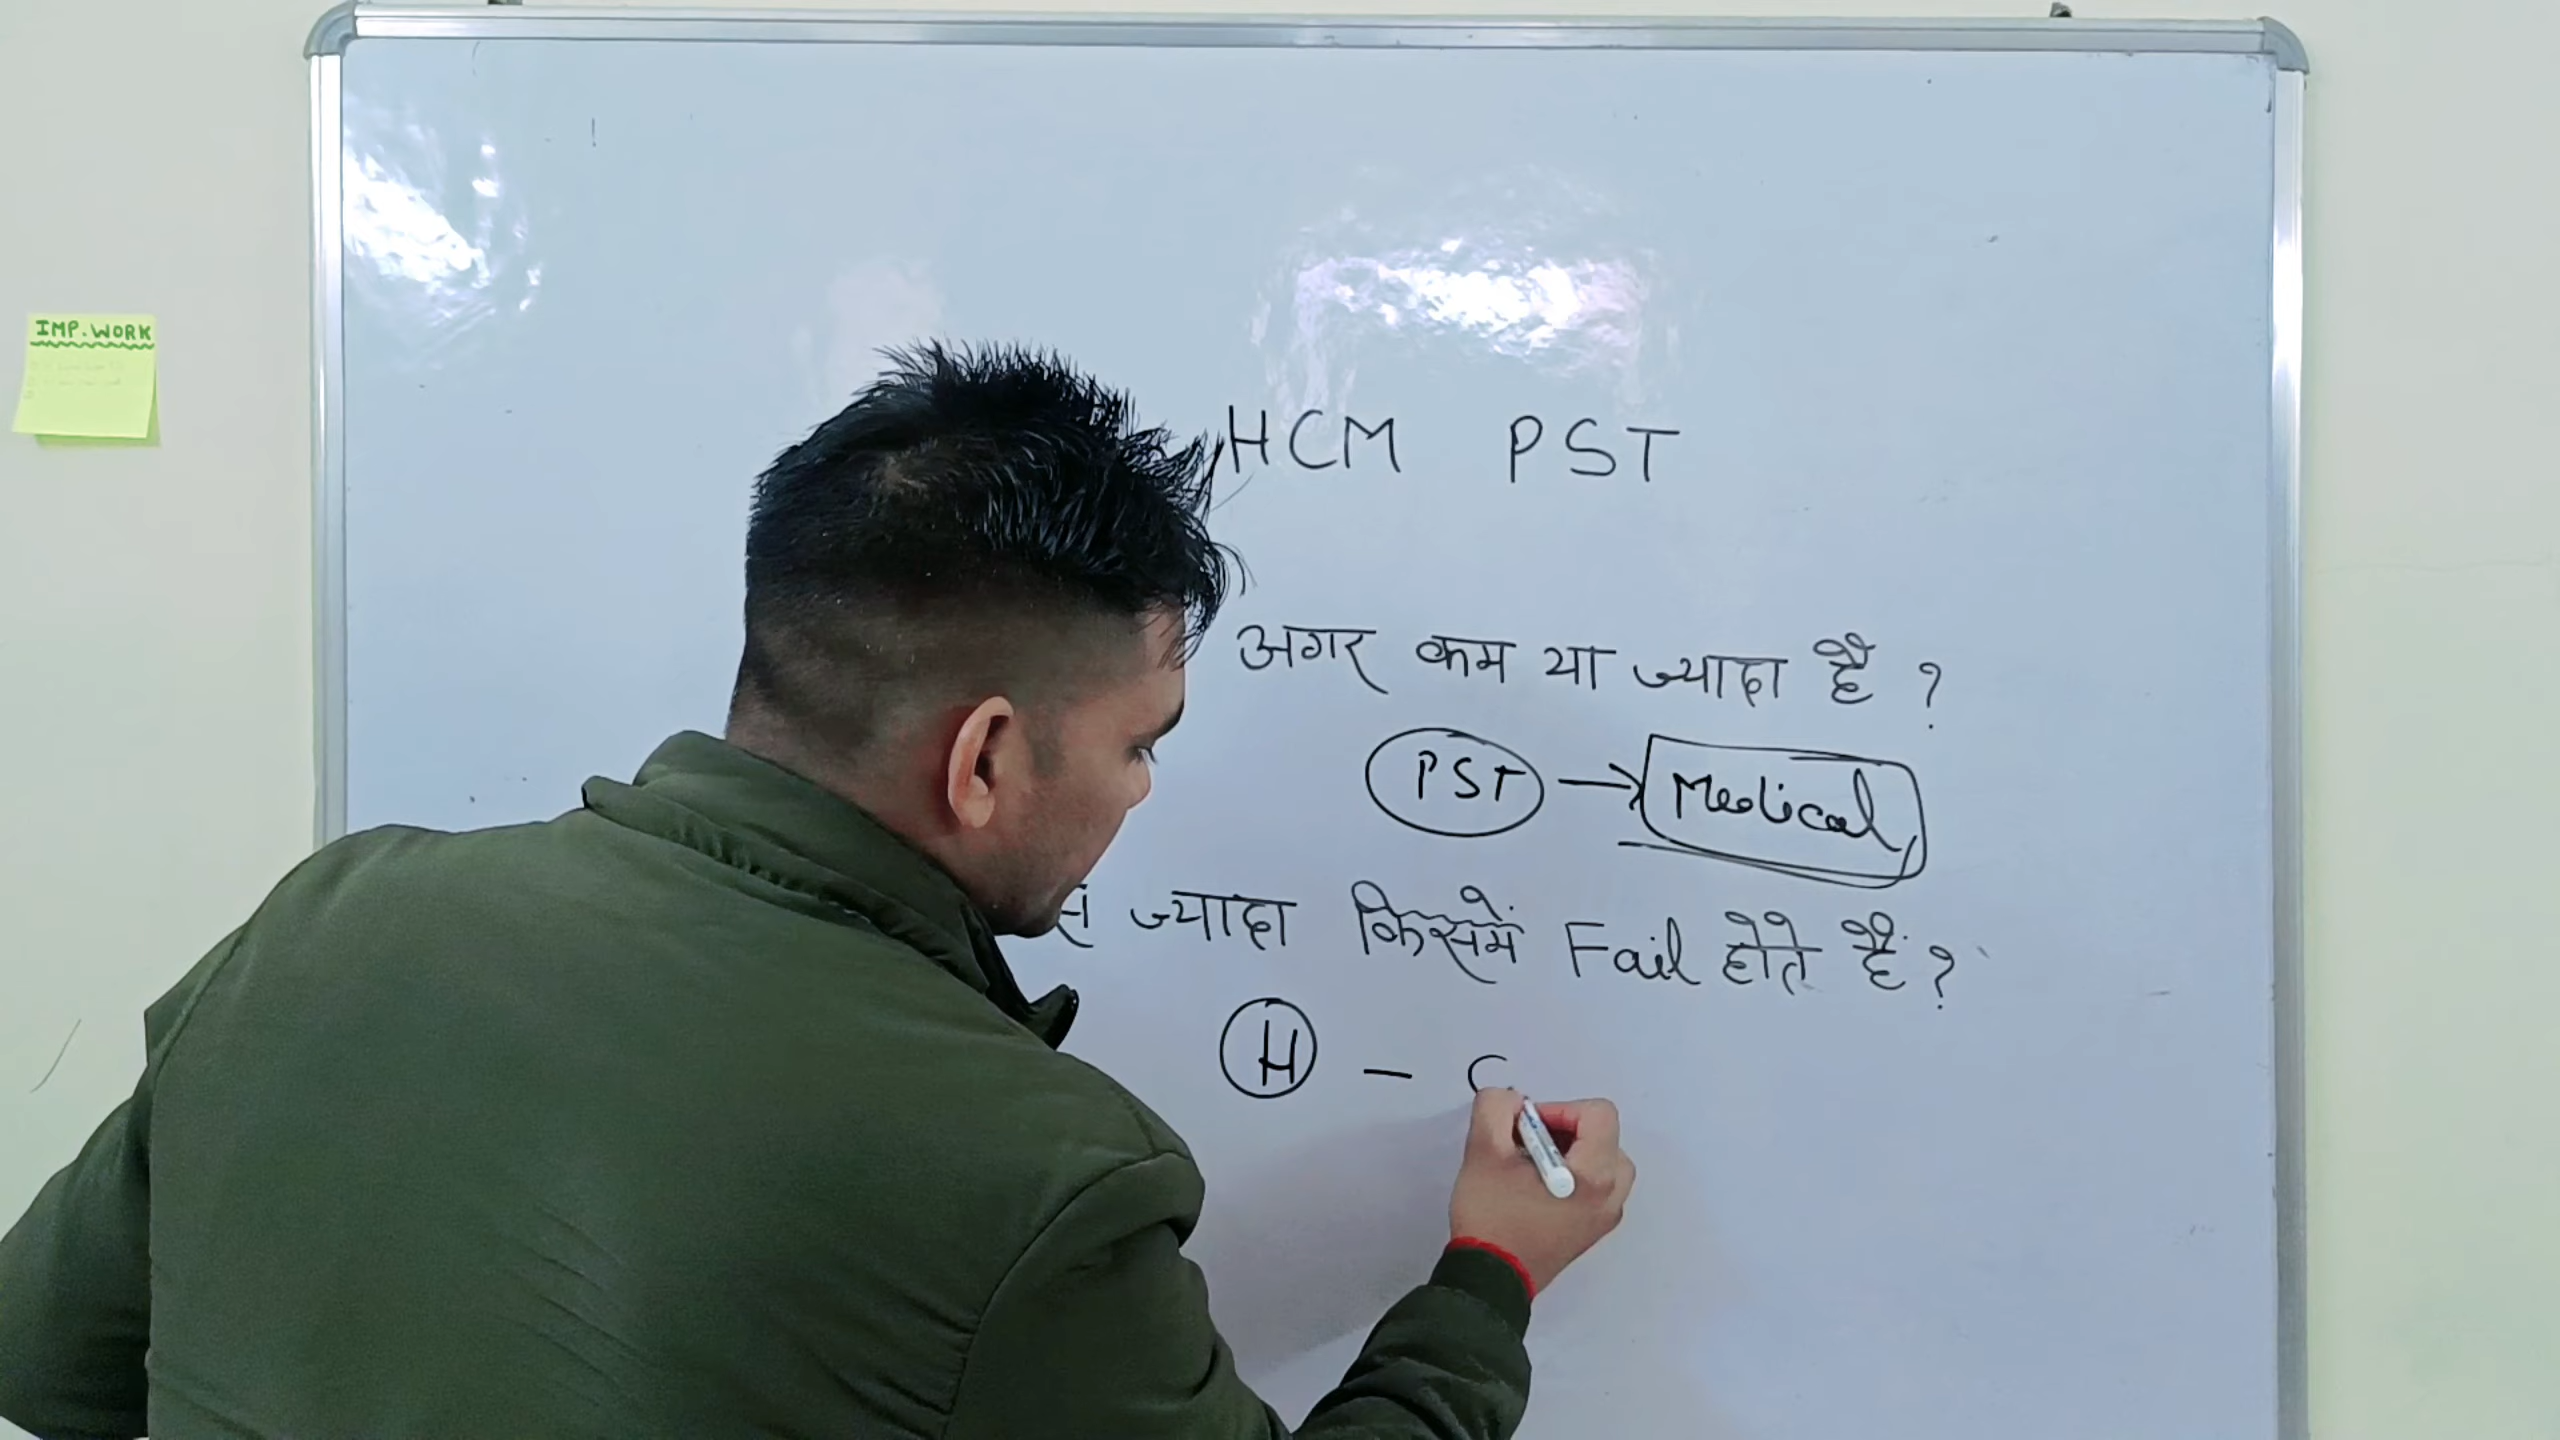 IMP. WORK
HCM PST
अगर कम या ज्यादा है ?
PST → Medical
ज्यादा किसमें Fail होते हैं ?
H –